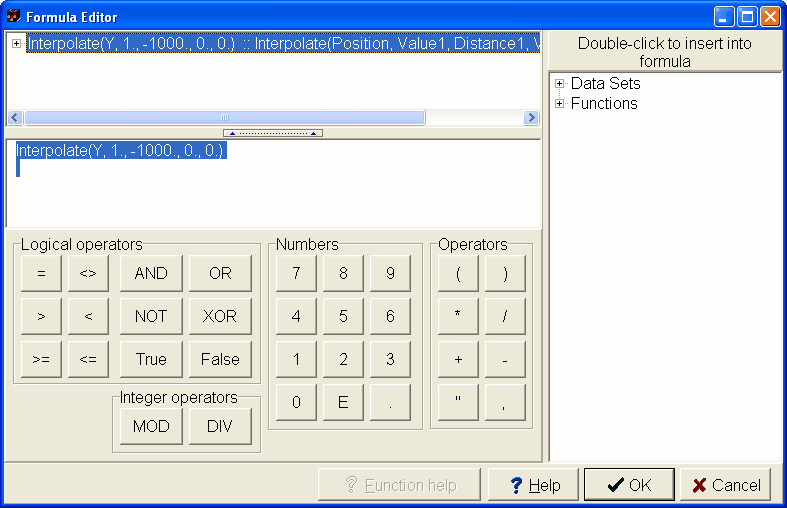 Formula Editor
Interpolate(Y, 1., -1000., 0., 0.) :: Interpolate(Position, Value1, Distance1, V
Double-click to insert into
formula
Data Sets
Functions
Interpolate(Y, 1., -1000., 0., 0.)
Logical operators
Numbers
Operators
= <> AND OR 7 8 9 ( )
> < NOT XOR 4 5 6 * /
>= <= True False 1 2 3 + -
Integer operators
0 E . " ,
MOD DIV
? Function help ? Help OK Cancel